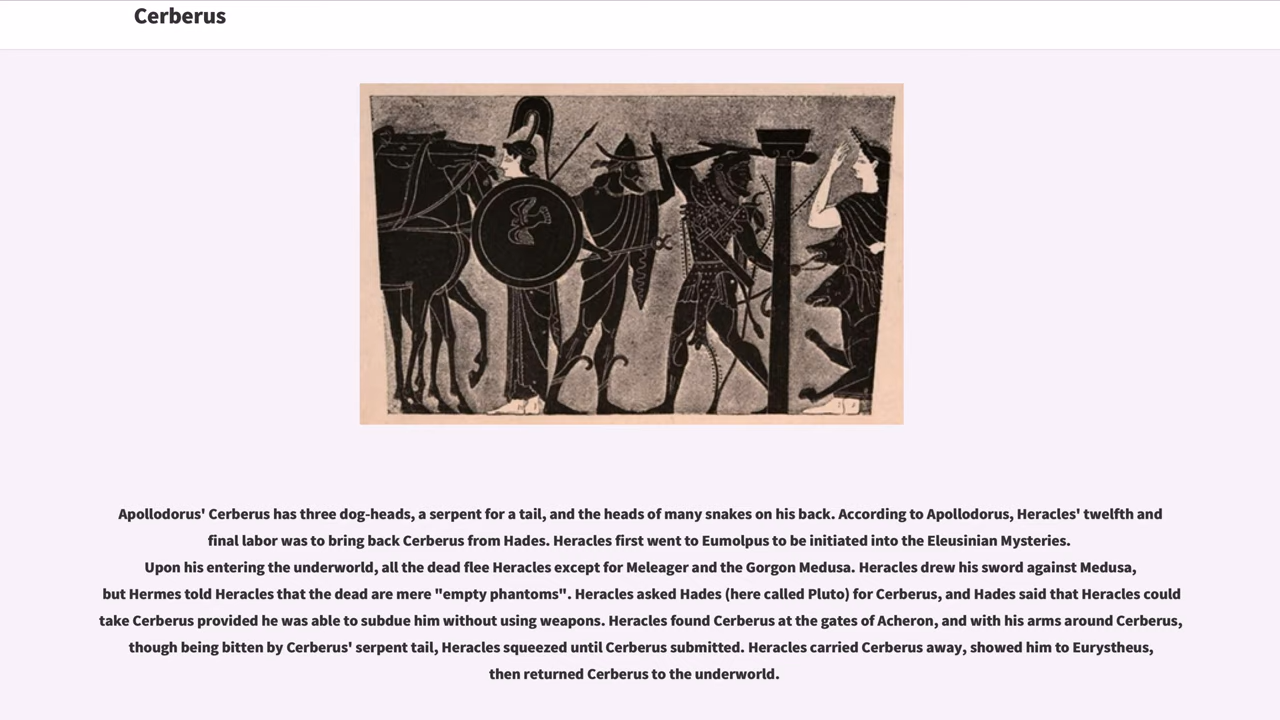 Cerberus
Apollodorus' Cerberus has three dog-heads, a serpent for a tail, and the heads of many snakes on his back. According to Apollodorus, Heracles' twelfth and
final labor was to bring back Cerberus from Hades. Heracles first went to Eumolpus to be initiated into the Eleusinian Mysteries.
Upon his entering the underworld, all the dead flee Heracles except for Meleager and the Gorgon Medusa. Heracles drew his sword against Medusa,
but Hermes told Heracles that the dead are mere "empty phantoms". Heracles asked Hades (here called Pluto) for Cerberus, and Hades said that Heracles could
take Cerberus provided he was able to subdue him without using weapons. Heracles found Cerberus at the gates of Acheron, and with his arms around Cerberus,
though being bitten by Cerberus' serpent tail, Heracles squeezed until Cerberus submitted. Heracles carried Cerberus away, showed him to Eurystheus,
then returned Cerberus to the underworld.